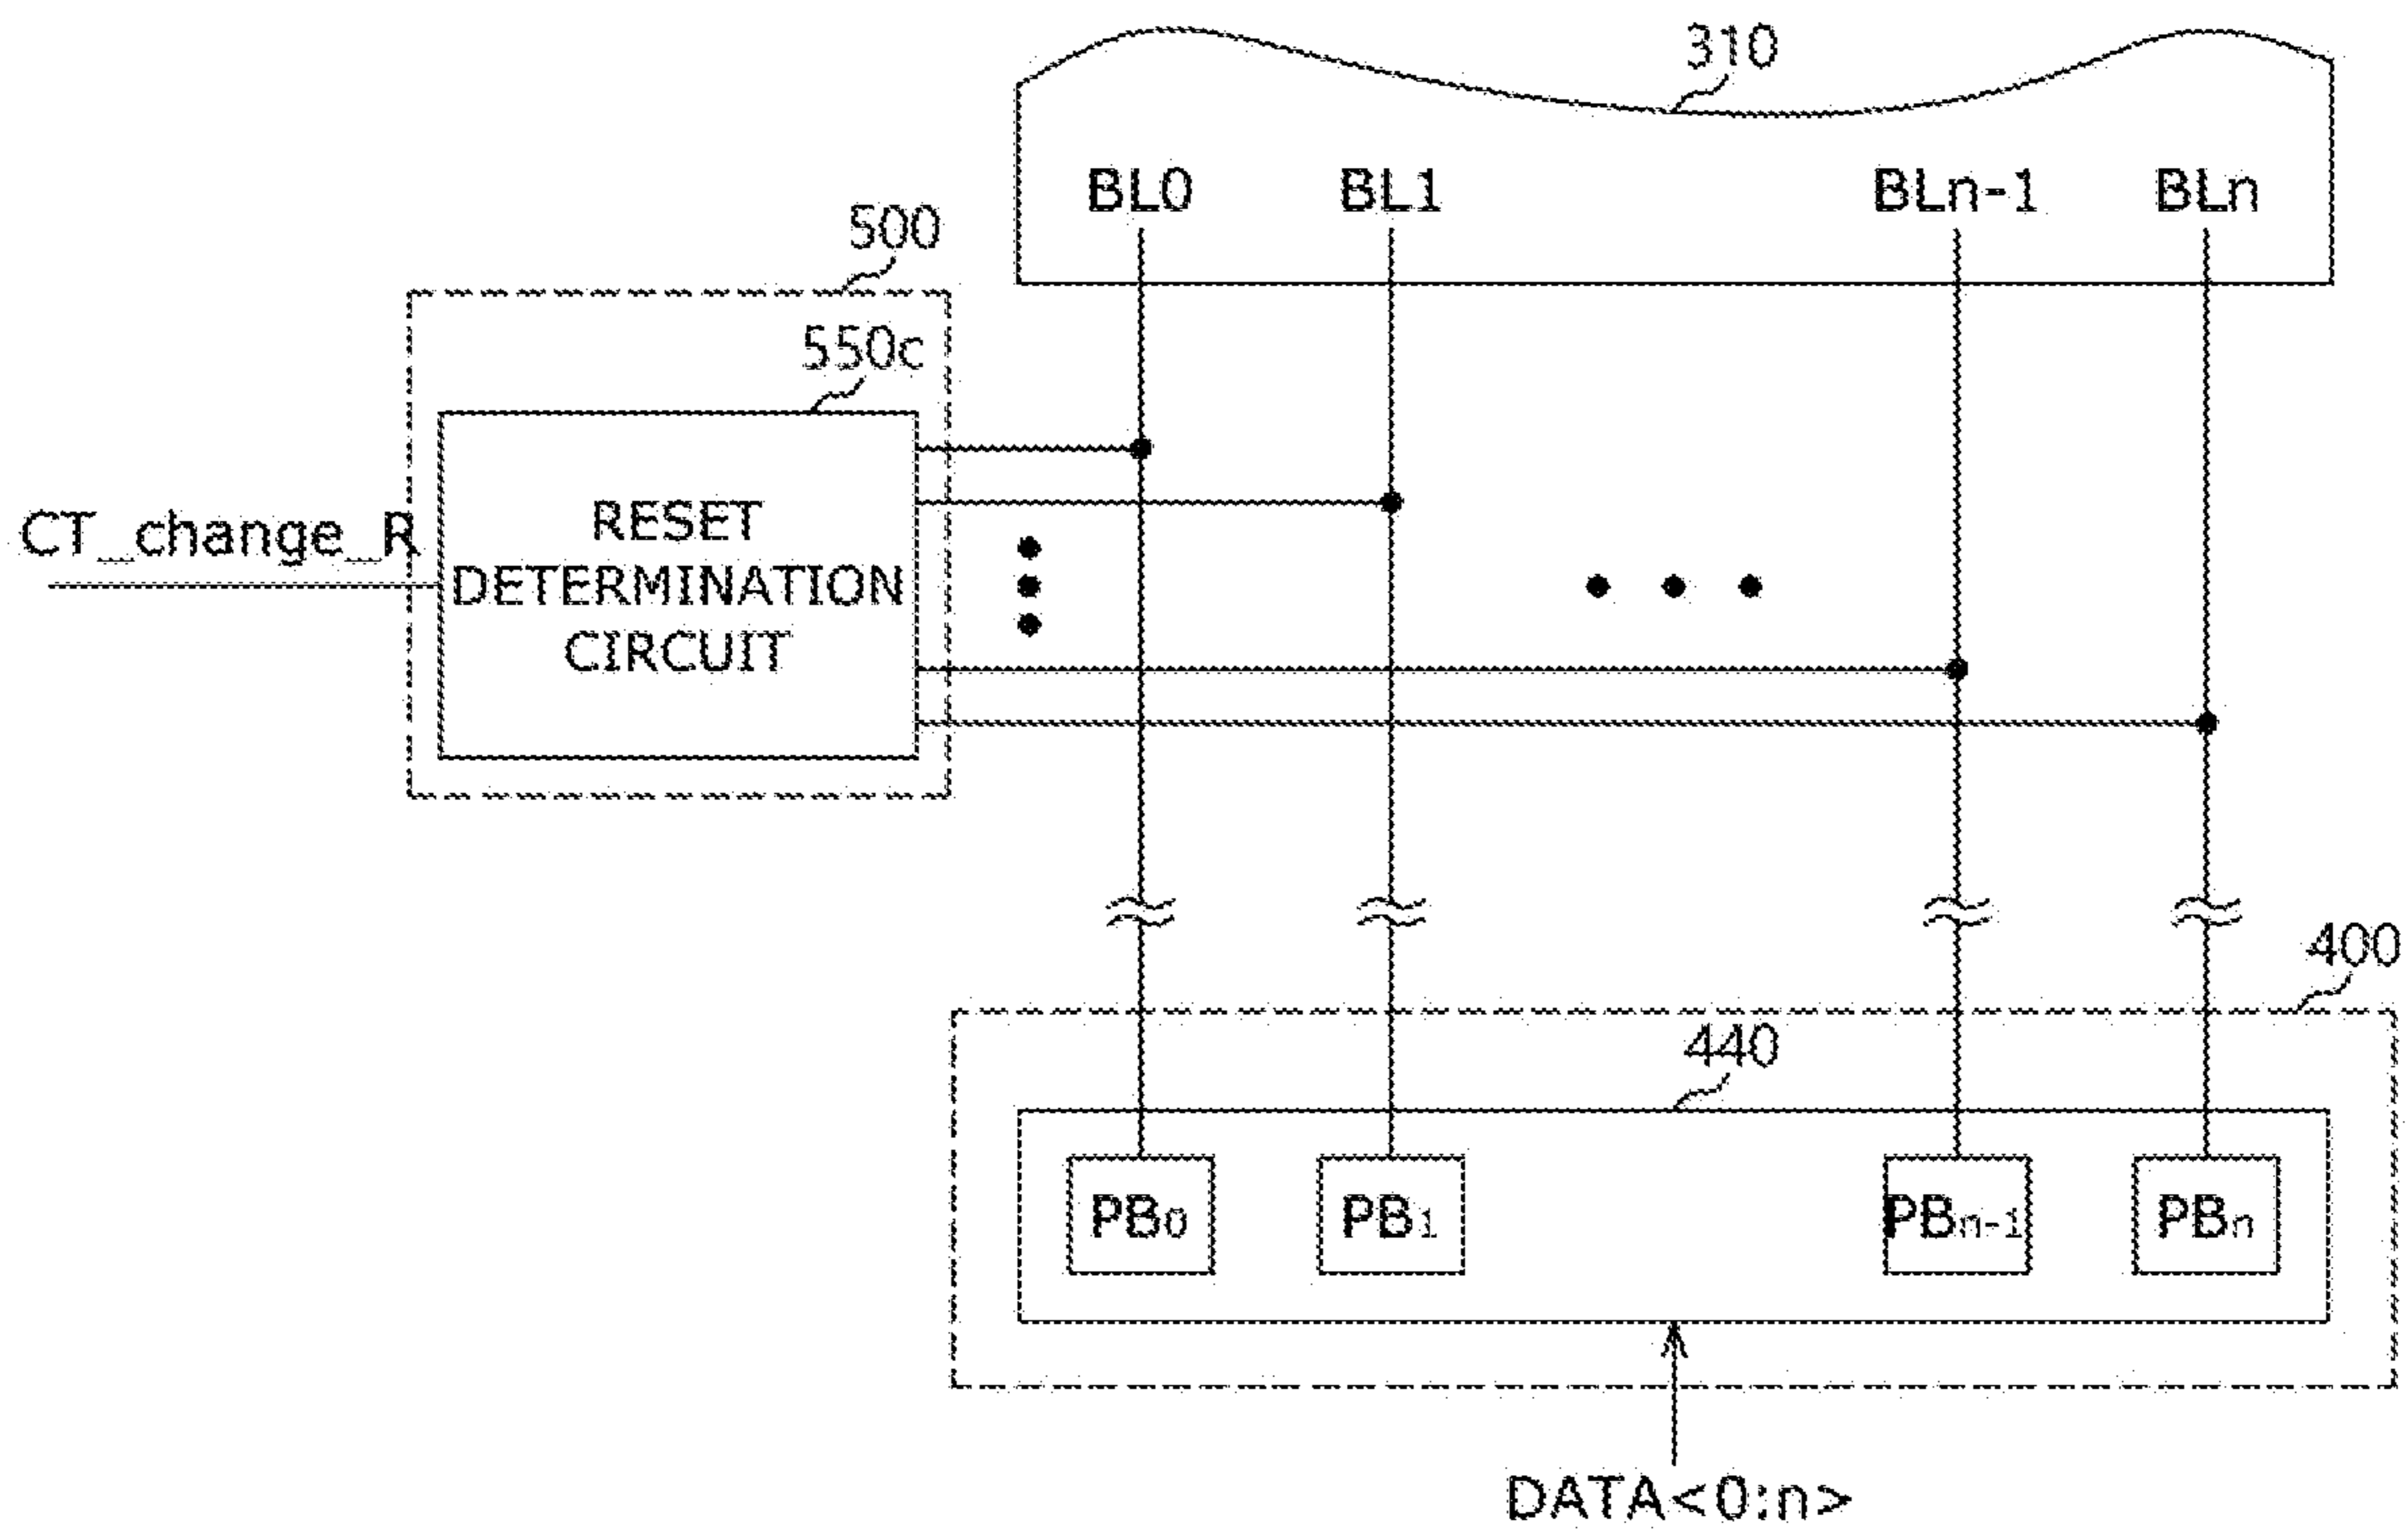 310
BL0 BL1 BLn-1 BLn
500
550c
CT_change_R
RESET
DETERMINATION
CIRCUIT
400
440
PB0 PB1 PBn-1 PBn
DATA<0:n>